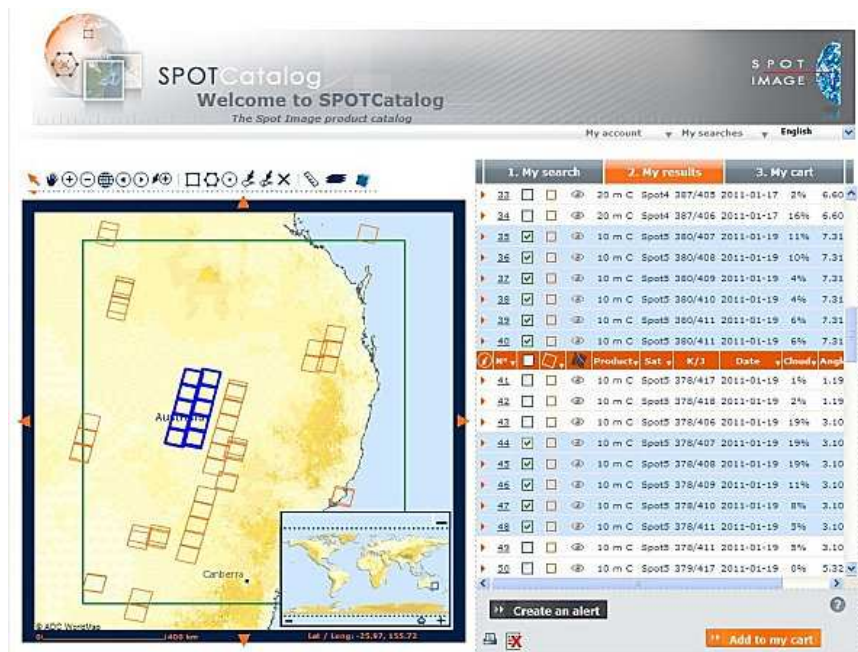 SPOTCatalog
Welcome to SPOTCatalog
The Spot Image product catalog
SPOT
IMAGE
My account My searches English
1. My search 2. My results 3. My cart
33 20 m C Spot4 387/405 2011-01-17 2% 6.60
34 20 m C Spot4 387/406 2011-01-17 16% 6.60
35 10 m C Spot5 380/407 2011-01-19 11% 7.31
36 10 m C Spot5 380/408 2011-01-19 10% 7.31
37 10 m C Spot5 380/409 2011-01-19 4% 7.31
38 10 m C Spot5 380/410 2011-01-19 4% 7.31
39 10 m C Spot5 380/411 2011-01-19 6% 7.31
40 10 m C Spot5 380/411 2011-01-19 6% 7.31
N° Product Sat K/J Date Cloud Angl
41 10 m C Spot5 378/417 2011-01-19 1% 1.19
42 10 m C Spot5 378/418 2011-01-19 2% 1.19
43 10 m C Spot5 378/406 2011-01-19 19% 3.10
44 10 m C Spot5 378/407 2011-01-19 19% 3.10
45 10 m C Spot5 378/408 2011-01-19 19% 3.10
46 10 m C Spot5 378/409 2011-01-19 11% 3.10
47 10 m C Spot5 378/410 2011-01-19 8% 3.10
48 10 m C Spot5 378/411 2011-01-19 5% 3.10
49 10 m C Spot5 378/411 2011-01-19 5% 3.10
50 10 m C Spot5 379/417 2011-01-19 0% 5.32
Canberra
© ADC WorldMap
0 400 km Lat / Long: -25.97, 155.72
Create an alert
Add to my cart